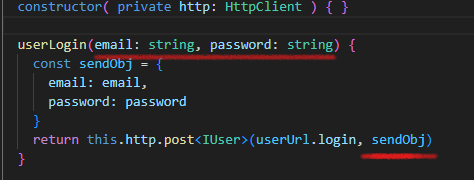 constructor( private http: HttpClient ) { }
userLogin(email: string, password: string) {
const sendObj = {
email: email,
password: password
}
return this.http.post<IUser>(userUrl.login, sendObj)
}